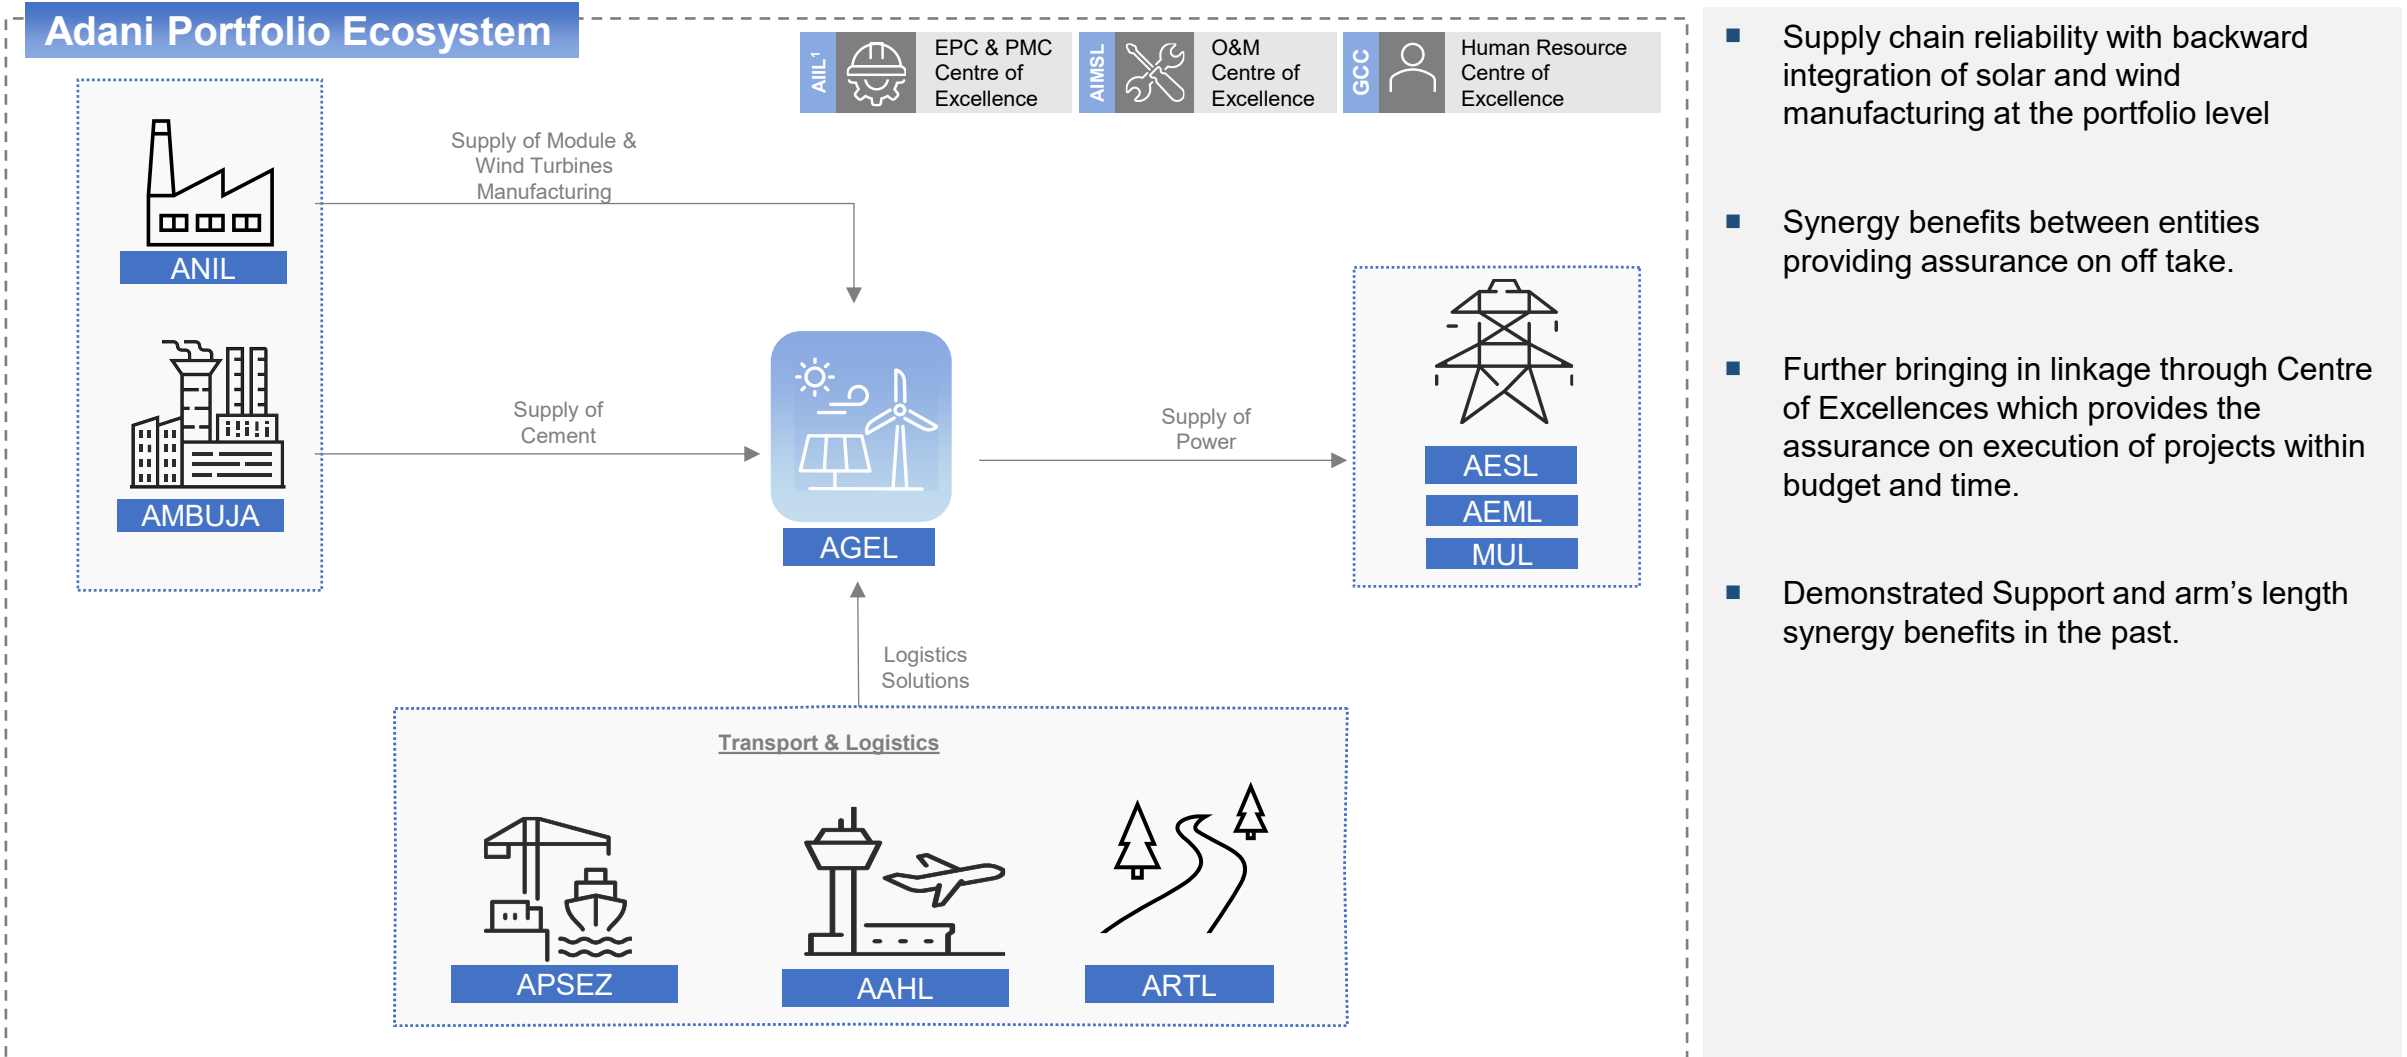 Adani Portfolio Ecosystem
AIIL¹
EPC & PMC
Centre of
Excellence
AIMSL
O&M
Centre of
Excellence
GCC
Human Resource
Centre of
Excellence
Supply of Module &
Wind Turbines
Manufacturing
ANIL
AMBUJA
Supply of
Cement
AGEL
Supply of
Power
AESL
AEML
MUL
Logistics
Solutions
Transport & Logistics
APSEZ
AAHL
ARTL
Supply chain reliability with backward
integration of solar and wind
manufacturing at the portfolio level
Synergy benefits between entities
providing assurance on off take.
Further bringing in linkage through Centre
of Excellences which provides the
assurance on execution of projects within
budget and time.
Demonstrated Support and arm’s length
synergy benefits in the past.